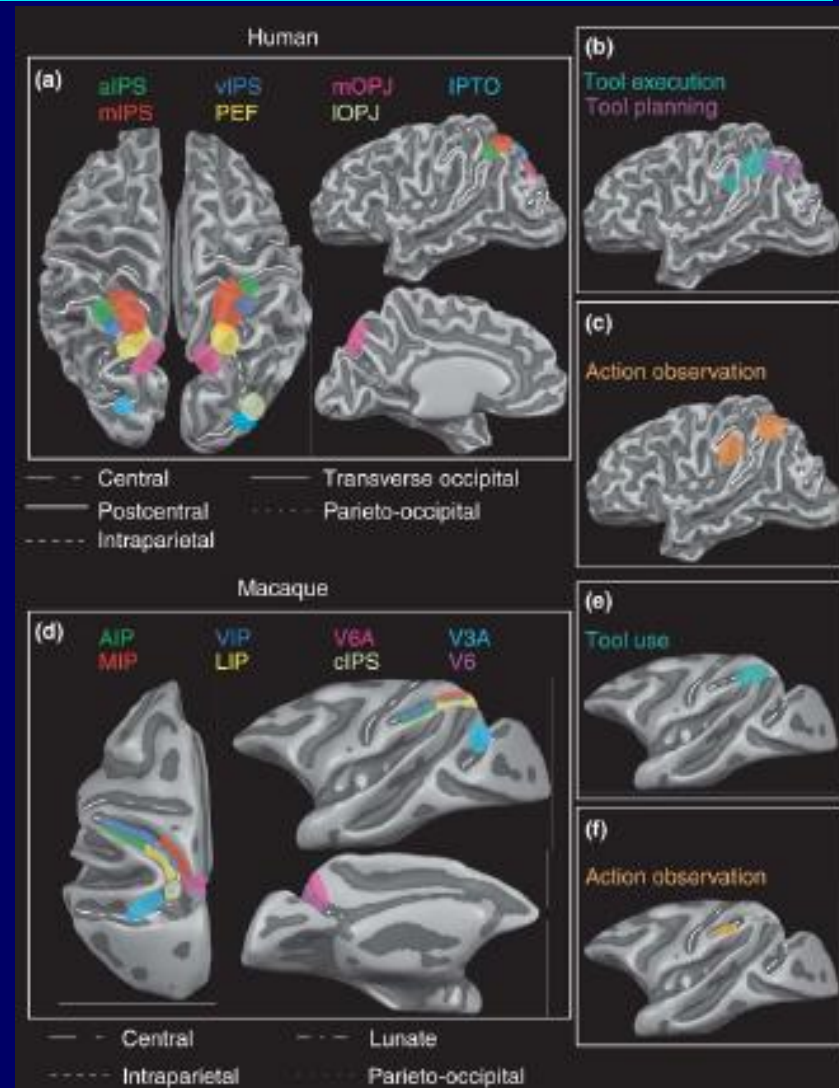 Human
(a) aIPS vIPS mOPJ IPTO
mIPS PEF lOPJ
Central Transverse occipital
Postcentral Parieto-occipital
Intraparietal
(b)
Tool execution
Tool planning
(c)
Action observation
Macaque
(d) AIP VIP V6A V3A
MIP LIP cIPS V6
Central Lunate
Intraparietal Parieto-occipital
(e)
Tool use
(f)
Action observation